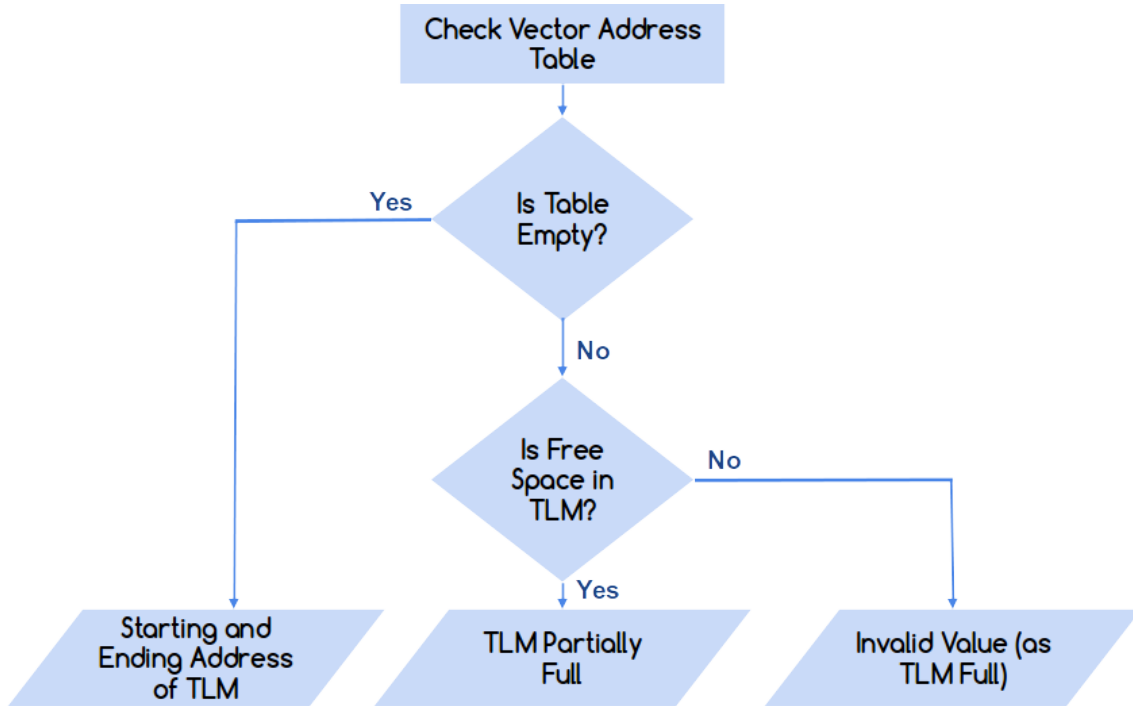 Check Vector Address
Table
Yes
Is Table
Empty?
No
Is Free
Space in
TLM?
No
Yes
Starting and
Ending Address
of TLM
TLM Partially
Full
Invalid Value (as
TLM Full)